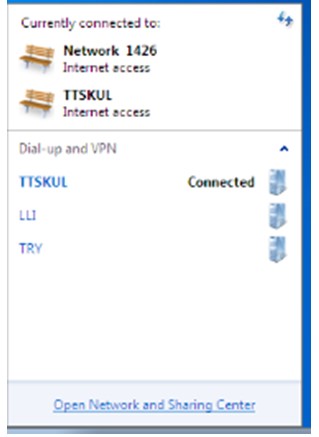 Currently connected to:
Network 1426
Internet access
TTSKUL
Internet access
Dial-up and VPN
TTSKUL Connected
LLI
TRY
Open Network and Sharing Center